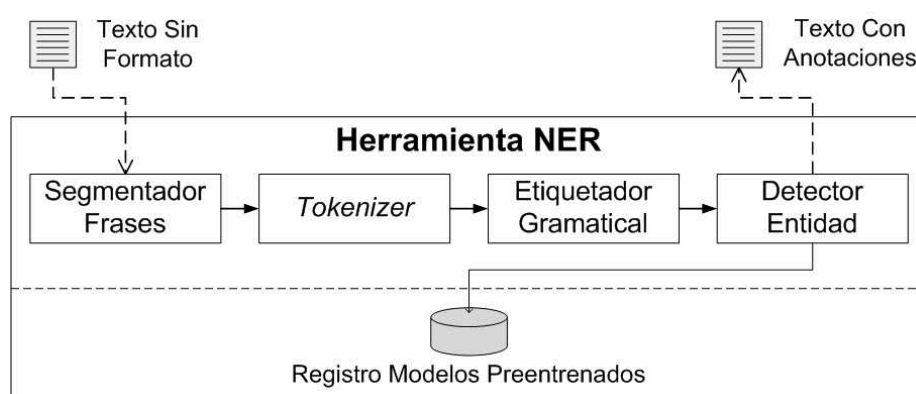 Texto Sin
Formato
Texto Con
Anotaciones
Herramienta NER
Segmentador
Frases
Tokenizer
Etiquetador
Gramatical
Detector
Entidad
Registro Modelos Preentrenados